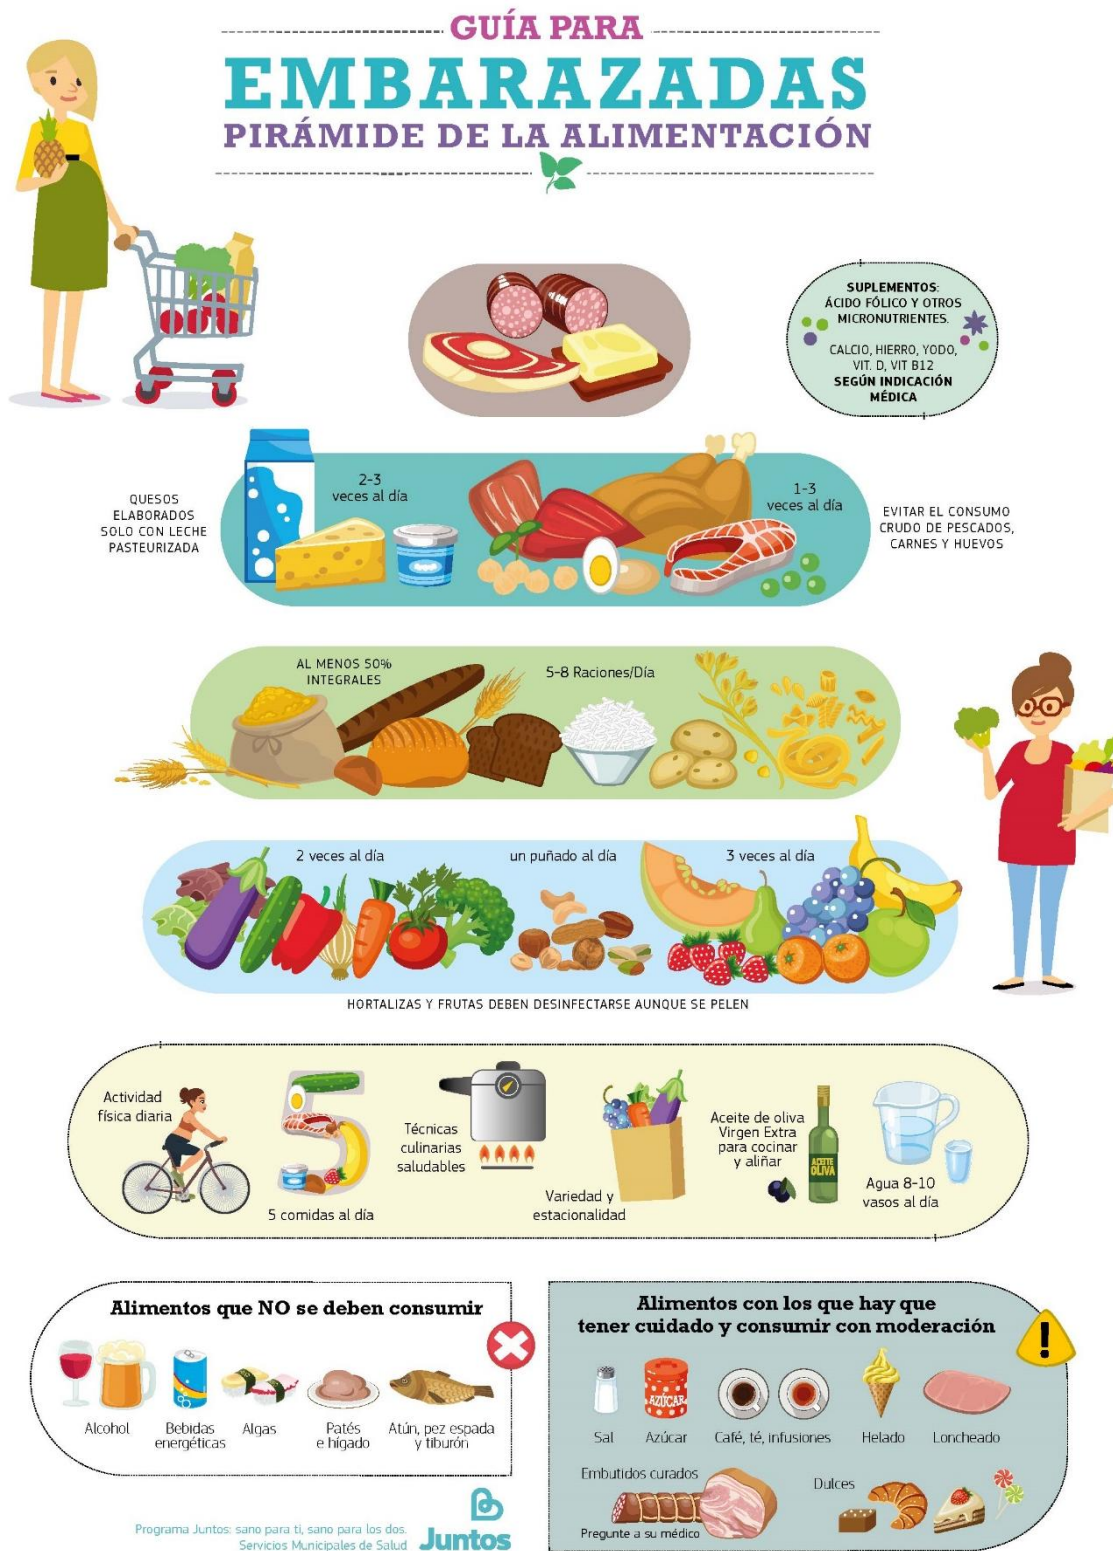 GUÍA PARA
EMBARAZADAS
PIRÁMIDE DE LA ALIMENTACIÓN
SUPLEMENTOS:
ÁCIDO FÓLICO Y OTROS
MICRONUTRIENTES.
CALCIO, HIERRO, YODO,
VIT. D, VIT B12
SEGÚN INDICACIÓN
MÉDICA
QUESOS
ELABORADOS
SOLO CON LECHE
PASTEURIZADA
2-3
veces al día
1-3
veces al día
EVITAR EL CONSUMO
CRUDO DE PESCADOS,
CARNES Y HUEVOS
AL MENOS 50%
INTEGRALES
5-8 Raciones/Día
2 veces al día
un puñado al día
3 veces al día
HORTALIZAS Y FRUTAS DEBEN DESINFECTARSE AUNQUE SE PELEN
Actividad
física diaria
5 comidas al día
Técnicas
culinarias
saludables
Variedad y
estacionalidad
Aceite de oliva
Virgen Extra
para cocinar
y aliñar
ACEITE
OLIVA
Agua 8-10
vasos al día
Alimentos que NO se deben consumir
Alcohol
Bebidas
energéticas
Algas
Patés
e hígado
Atún, pez espada
y tiburón
Alimentos con los que hay que
tener cuidado y consumir con moderación
!
AZÚCAR
Sal
Azúcar
Café, té, infusiones
Helado
Loncheado
Embutidos curados
Pregunte a su médico
Dulces
Programa Juntos: sano para ti, sano para los dos.
Servicios Municipales de Salud
Juntos